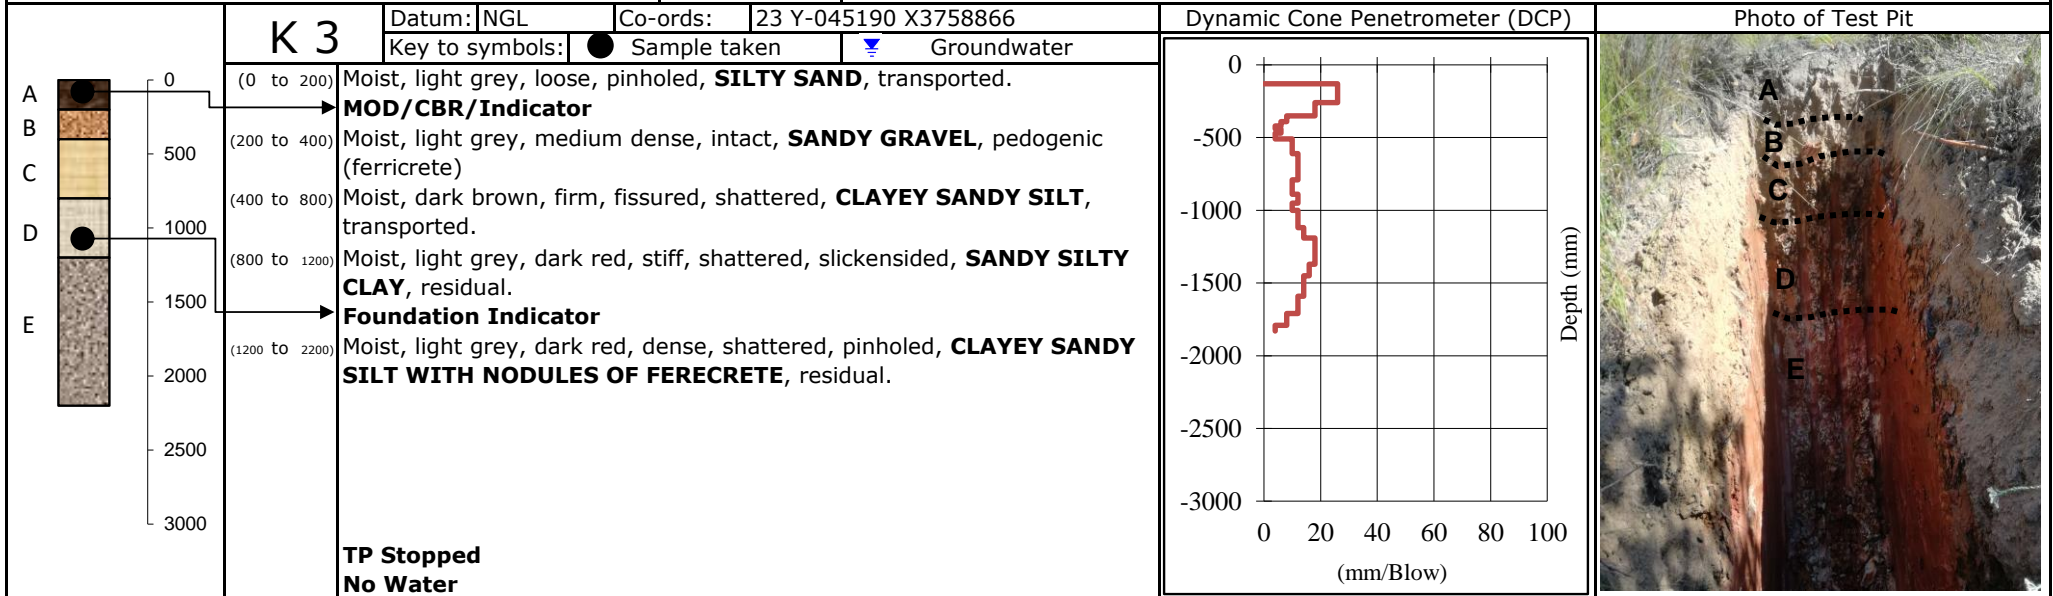 K 3
Datum: NGL Co-ords: 23 Y-045190 X3758866
Key to symbols: Sample taken Groundwater
Dynamic Cone Penetrometer (DCP)
Photo of Test Pit
A
B
C
D
E
0
500
1000
1500
2000
2500
3000
(0 to 200) Moist, light grey, loose, pinholed, SILTY SAND, transported.
MOD/CBR/Indicator
(200 to 400) Moist, light grey, medium dense, intact, SANDY GRAVEL, pedogenic
(ferricrete)
(400 to 800) Moist, dark brown, firm, fissured, shattered, CLAYEY SANDY SILT,
transported.
(800 to 1200) Moist, light grey, dark red, stiff, shattered, slickensided, SANDY SILTY
CLAY, residual.
Foundation Indicator
(1200 to 2200) Moist, light grey, dark red, dense, shattered, pinholed, CLAYEY SANDY
SILT WITH NODULES OF FERECRETE, residual.
TP Stopped
No Water
0
-500
-1000
-1500
-2000
-2500
-3000
0 20 40 60 80 100
(mm/Blow)
Depth (mm)
A
B
C
D
E